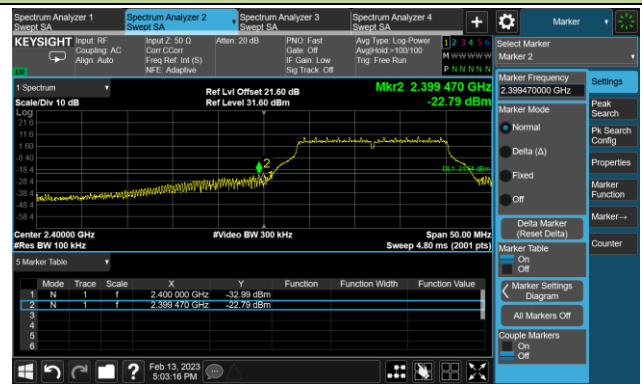 Spectrum Analyzer 1
Swept SA
Spectrum Analyzer 2
Swept SA
Spectrum Analyzer 3
Swept SA
Spectrum Analyzer 4
Swept SA
+
Marker
KEYSIGHT
Input: RF
Coupling: AC
Align: Auto
Input Z: 50 Ω
Corr CCorr
Freq Ref: Int (S)
NFE: Adaptive
Atten: 20 dB
PNO: Fast
Gate: Off
IF Gain: Low
Sig Track: Off
Avg Type: Log-Power
Avg|Hold:>100/100
Trig: Free Run
1 2 3 4 5 6
M W W W W W
P N N N N N
Select Marker
Marker 2
1 Spectrum
Scale/Div 10 dB
Log
Ref Lvl Offset 21.60 dB
Ref Level 31.60 dBm
Mkr2 2.399 470 GHz
-22.79 dBm
21.6
11.6
1.60
-8.40
-18.4
-28.4
-38.4
-48.4
-58.4
2
Center 2.40000 GHz
#Res BW 100 kHz
#Video BW 300 kHz
Span 50.00 MHz
Sweep 4.80 ms (2001 pts)
5 Marker Table
Mode Trace Scale X Y Function Function Width Function Value
1 N 1 f 2.400 000 GHz -32.99 dBm
2 N 1 f 2.399 470 GHz -22.79 dBm
3
4
5
6
Marker Frequency
2.399470000 GHz
Marker Mode
Normal
Delta (Δ)
Fixed
Off
Delta Marker
(Reset Delta)
Marker Table
On
Off
Marker Settings
Diagram
All Markers Off
Couple Markers
On
Off
Settings
Peak
Search
Pk Search
Config
Properties
Marker
Function
Marker→
Counter
?
Feb 13, 2023
5:03:16 PM